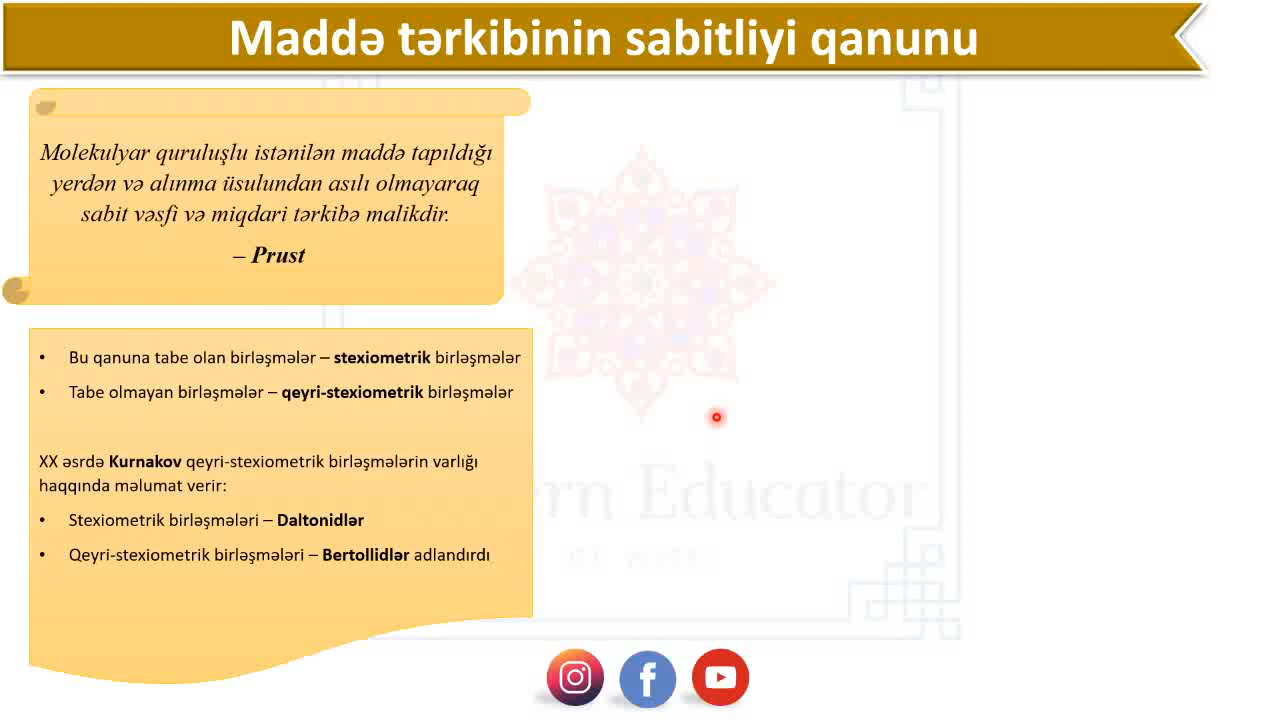 Maddə tərkibinin sabitliyi qanunu
Molekulyar quruluşlu istənilən maddə tapıldığı
yerdən və alınma üsulundan asılı olmayaraq
sabit vəsfi və miqdari tərkibə malikdir.
– Prust
• Bu qanuna tabe olan birləşmələr – stexiometrik birləşmələr
• Tabe olmayan birləşmələr – qeyri-stexiometrik birləşmələr
XX əsrdə Kurnakov qeyri-stexiometrik birləşmələrin varlığı
haqqında məlumat verir:
• Stexiometrik birləşmələri – Daltonidlər
• Qeyri-stexiometrik birləşmələri – Bertollidlər adlandırdı
Educator